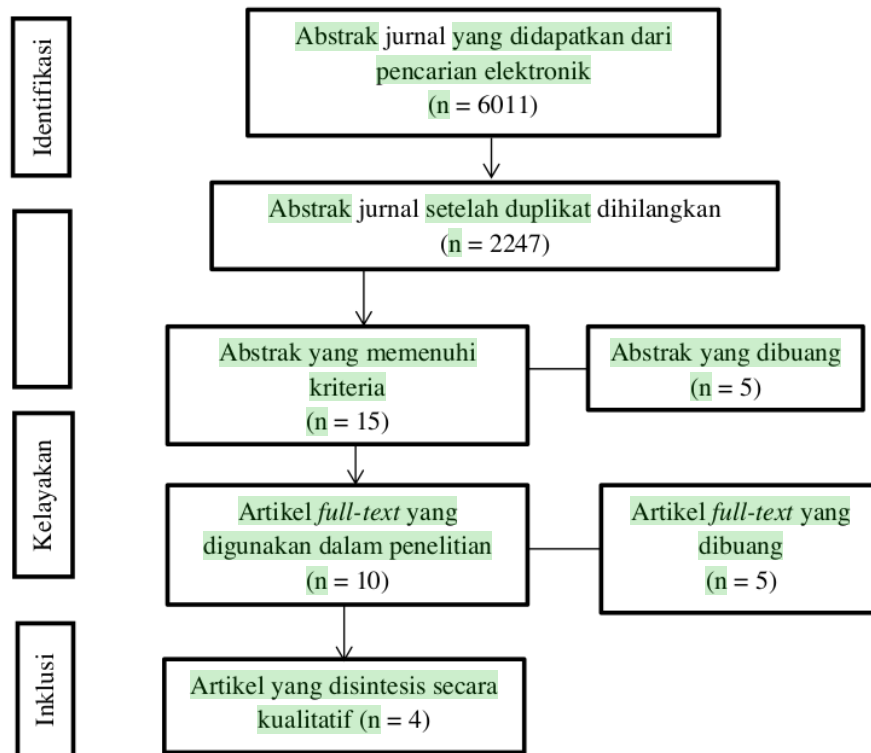 Identifikasi
Abstrak jurnal yang didapatkan dari
pencarian elektronik
(n = 6011)
Abstrak jurnal setelah duplikat dihilangkan
(n = 2247)
Abstrak yang memenuhi
kriteria
(n = 15)
Abstrak yang dibuang
(n = 5)
Kelayakan
Artikel full-text yang
digunakan dalam penelitian
(n = 10)
Artikel full-text yang
dibuang
(n = 5)
Inklusi
Artikel yang disintesis secara
kualitatif (n = 4)